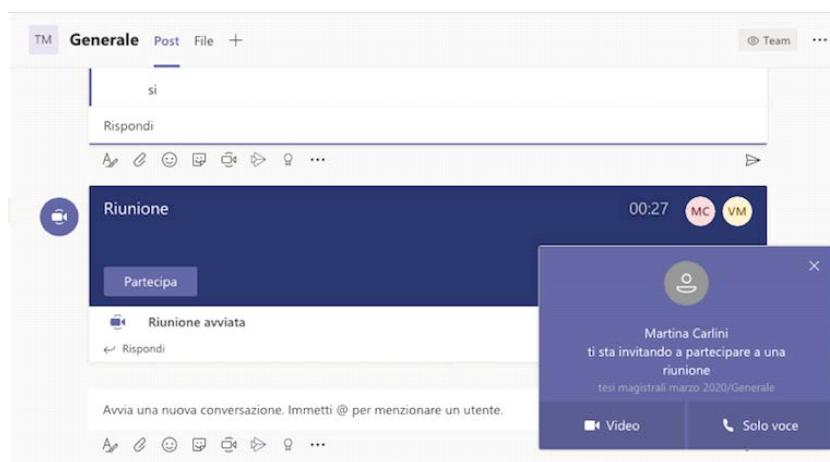 TM Generale Post File +
Team ...
si
Rispondi
Riunione 00:27 MC VM
Partecipa
Riunione avviata
Rispondi
Martina Carlini
ti sta invitando a partecipare a una
riunione
tesi magistrali marzo 2020/Generale
Video Solo voce
Avvia una nuova conversazione. Immetti @ per menzionare un utente.